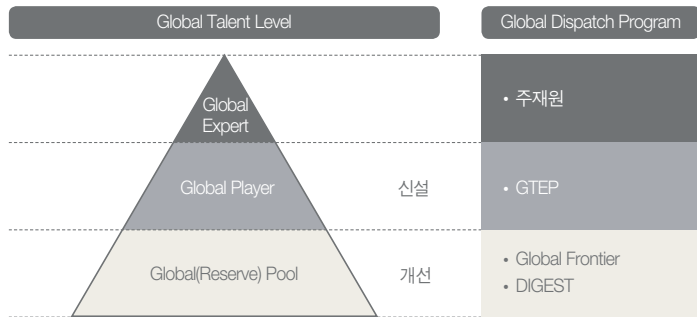 Global Talent Level
Global Dispatch Program
Global
Expert
• 주재원
Global Player
신설
• GTEP
Global(Reserve) Pool
개선
• Global Frontier
• DIGEST